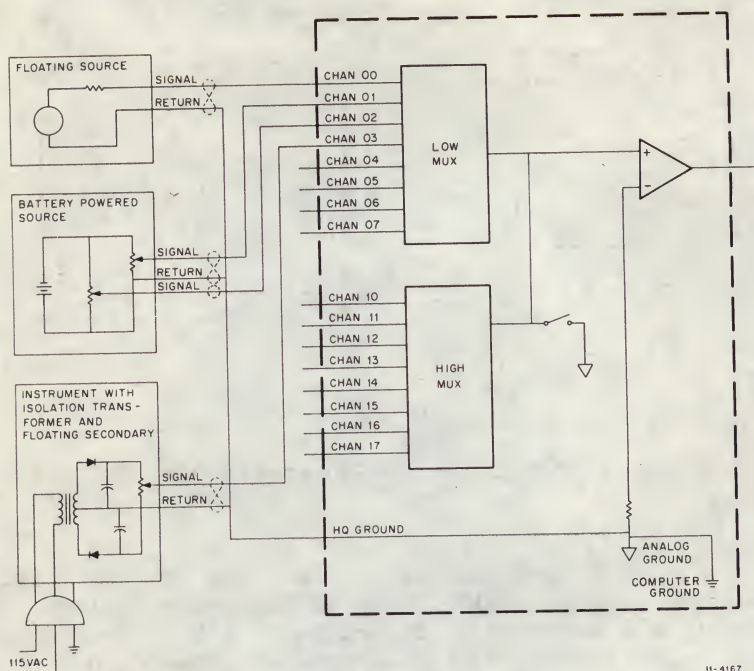 FLOATING SOURCE
SIGNAL
RETURN
BATTERY POWERED
SOURCE
SIGNAL
RETURN
SIGNAL
INSTRUMENT WITH
ISOLATION TRANS-
FORMER AND
FLOATING SECONDARY
SIGNAL
RETURN
115VAC
CHAN 00
CHAN 01
CHAN 02
CHAN 03
CHAN 04
CHAN 05
CHAN 06
CHAN 07
LOW
MUX
+
−
CHAN 10
CHAN 11
CHAN 12
CHAN 13
CHAN 14
CHAN 15
CHAN 16
CHAN 17
HIGH
MUX
HQ GROUND
ANALOG
GROUND
COMPUTER
GROUND
11-4167